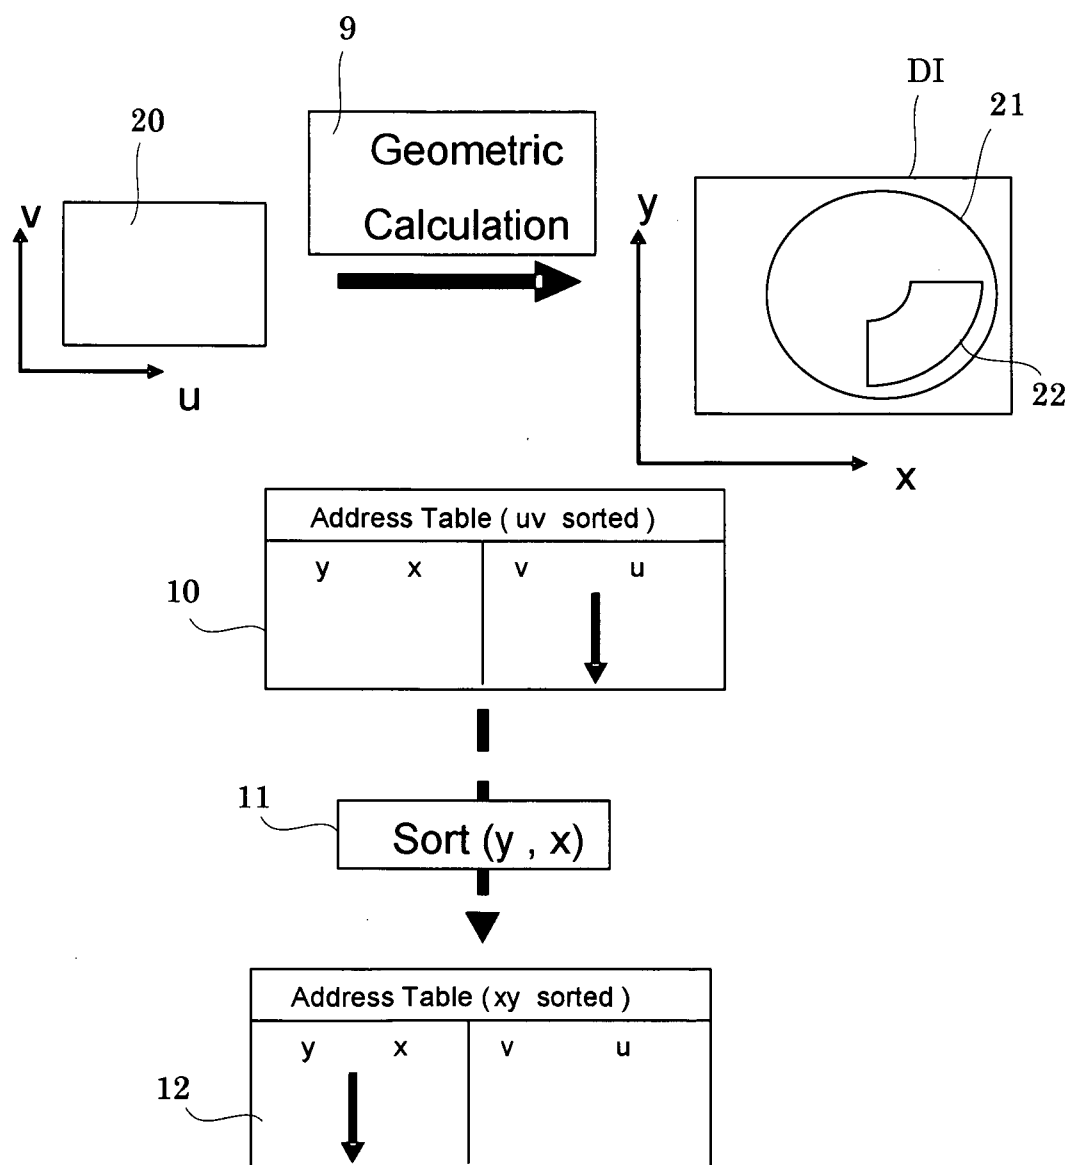 9
DI
21
20
Geometric
Calculation
v
y
u
22
x
Address Table ( uv sorted )
y x v u
10
11
Sort (y , x)
Address Table (xy sorted )
y x v u
12